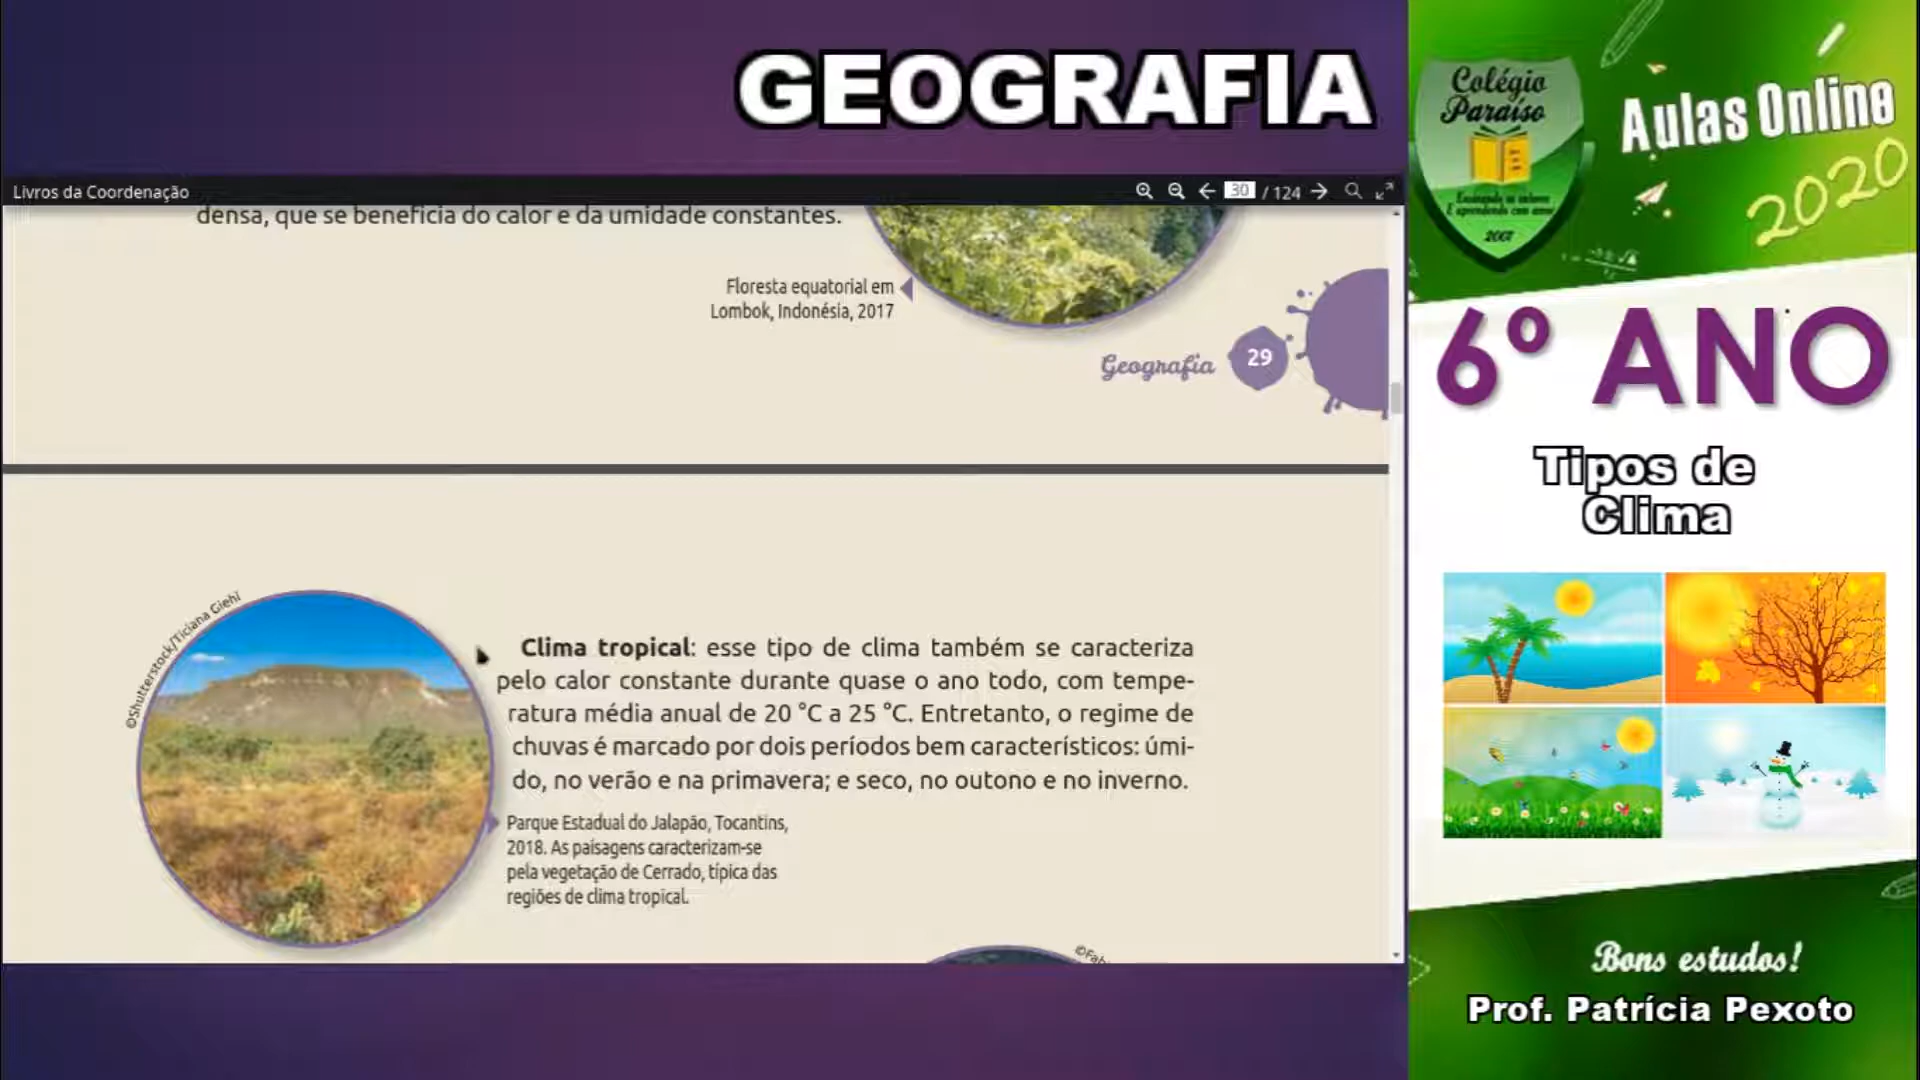 GEOGRAFIA
Livros da Coordenação
30 / 124
densa, que se beneficia do calor e da umidade constantes.
Floresta equatorial em
Lombok, Indonésia, 2017
Geografia 29
©Shutterstock/Ticiana Giehl
Clima tropical: esse tipo de clima também se caracteriza
pelo calor constante durante quase o ano todo, com tempe-
ratura média anual de 20 °C a 25 °C. Entretanto, o regime de
chuvas é marcado por dois períodos bem característicos: úmi-
do, no verão e na primavera; e seco, no outono e no inverno.
Parque Estadual do Jalapão, Tocantins,
2018. As paisagens caracterizam-se
pela vegetação de Cerrado, típica das
regiões de clima tropical.
©Fab
Colégio
Paraíso
2007
Aulas Online
2020
6º ANO
Tipos de
Clima
Bons estudos!
Prof. Patrícia Pexoto